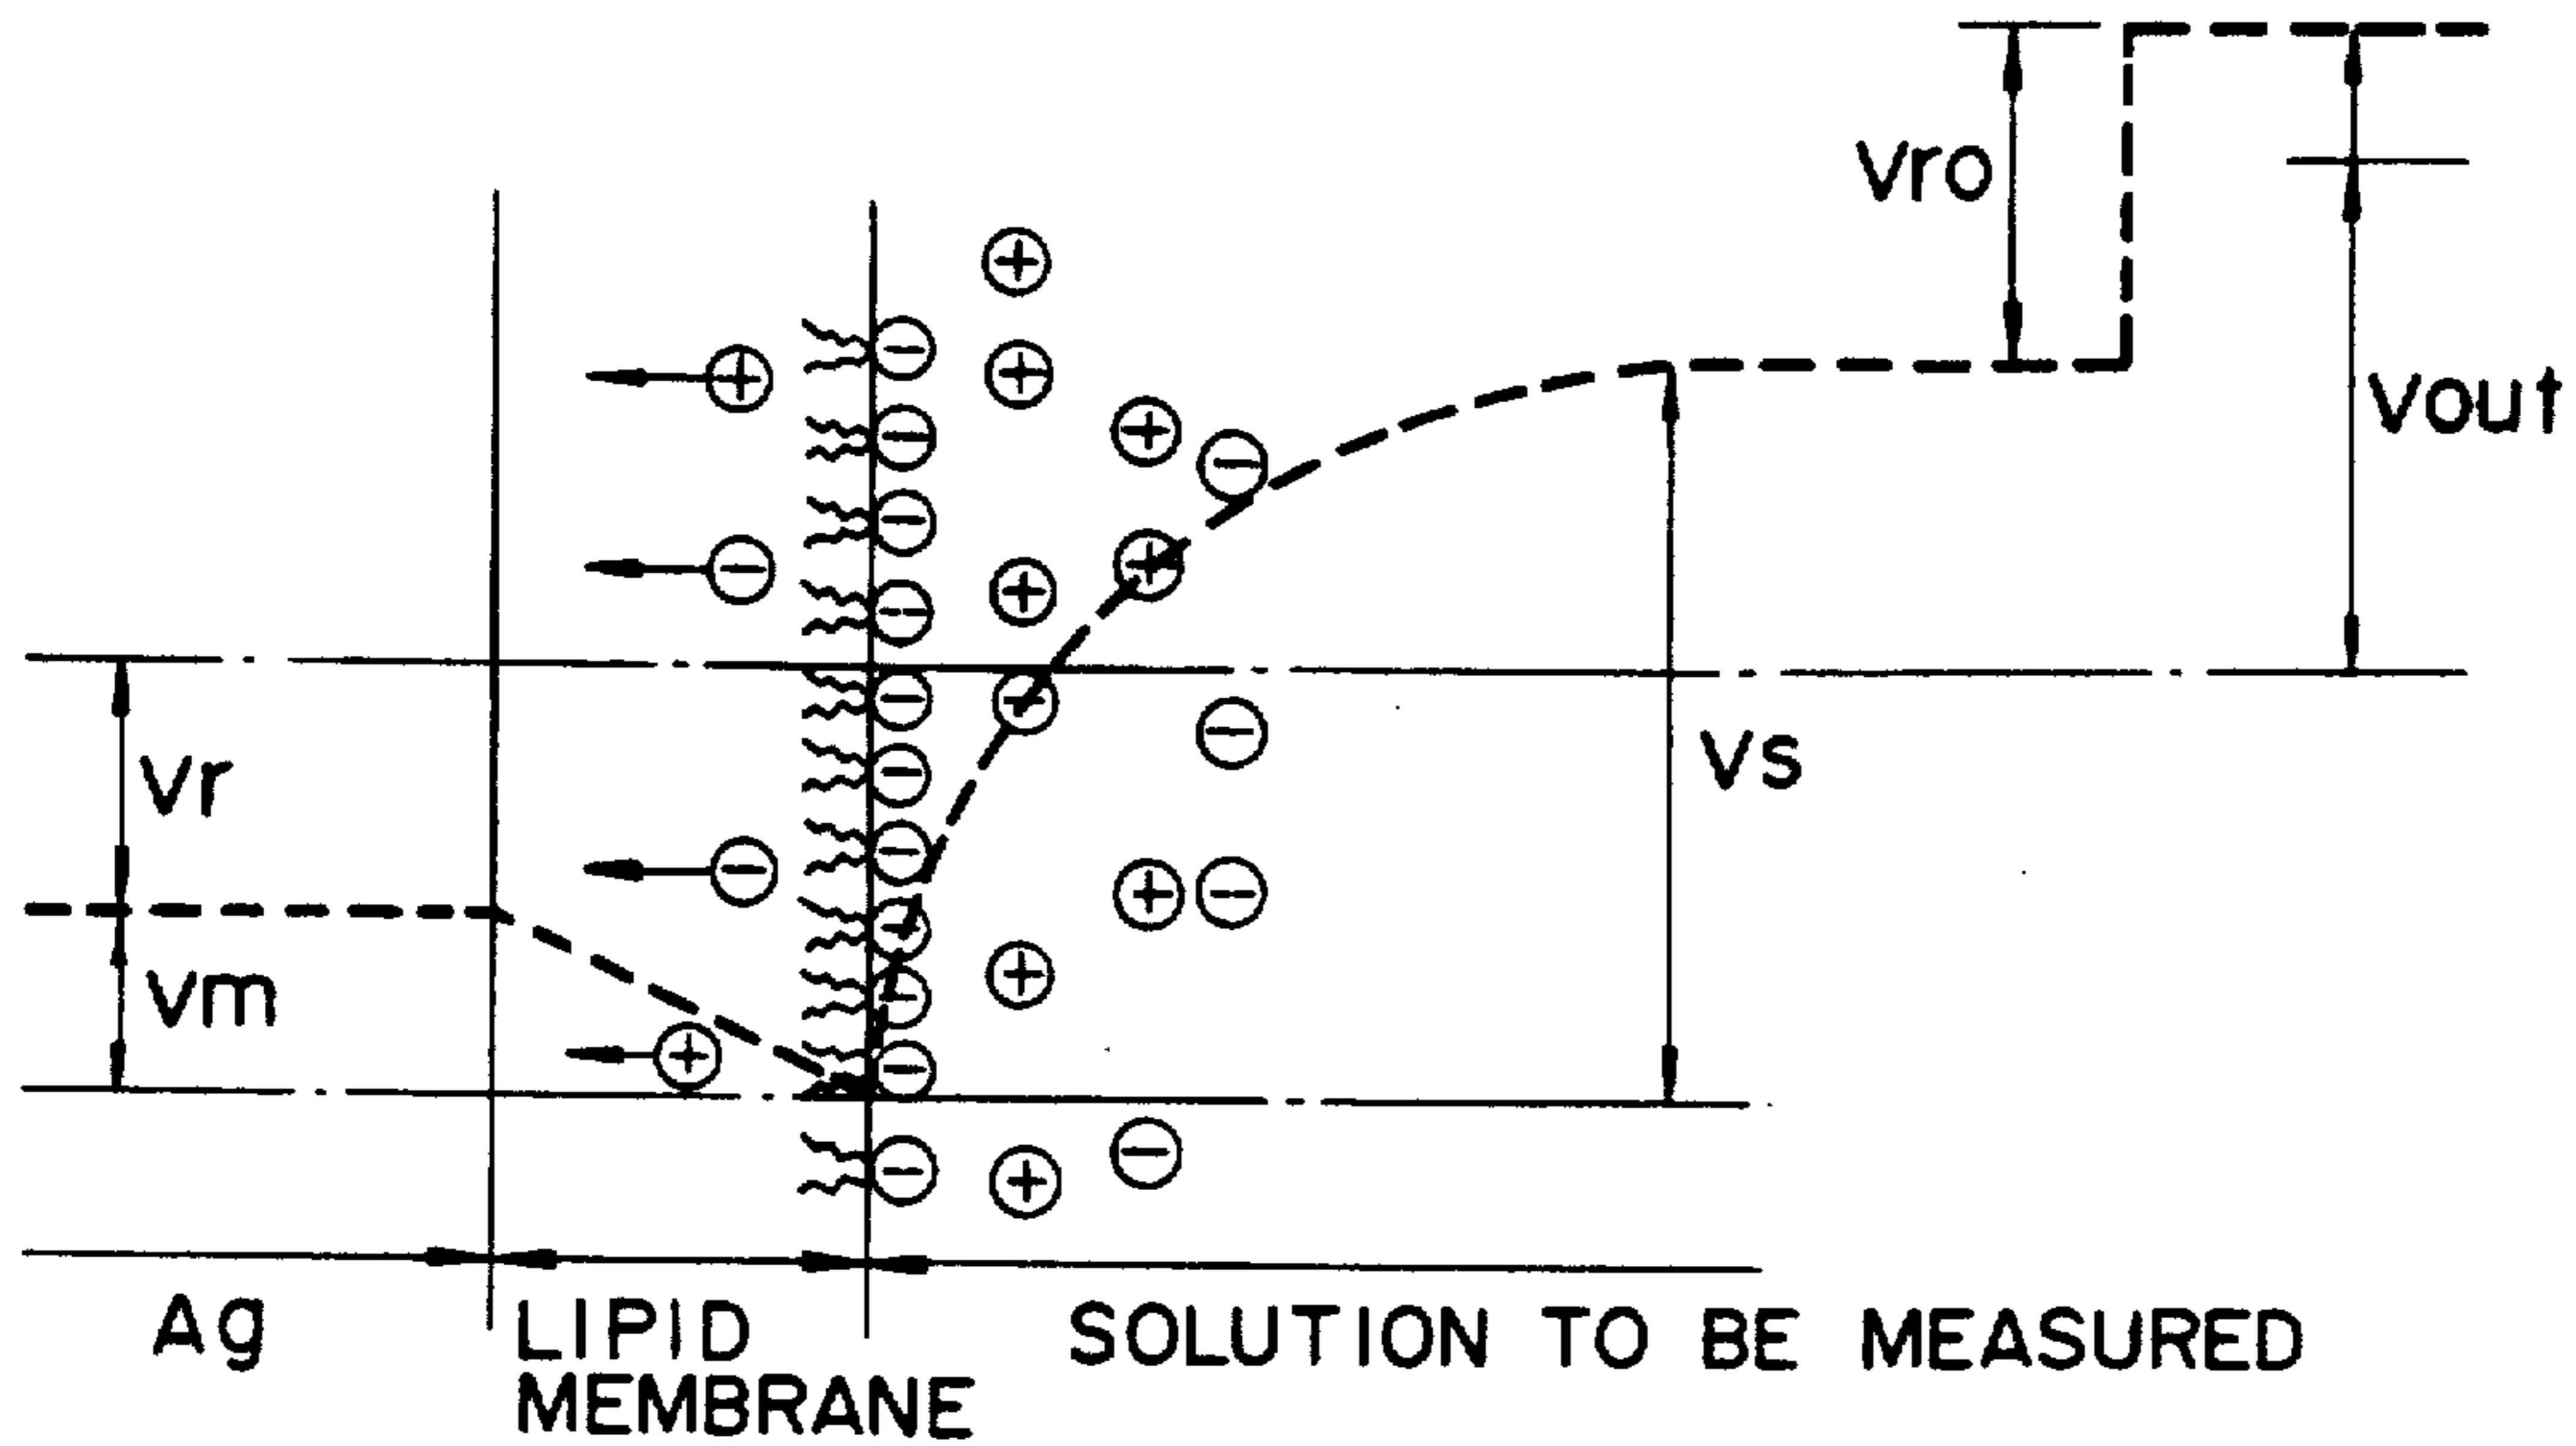 Vro
Vout
Vr
Vs
Vm
Ag
LIPID
MEMBRANE
SOLUTION TO BE MEASURED